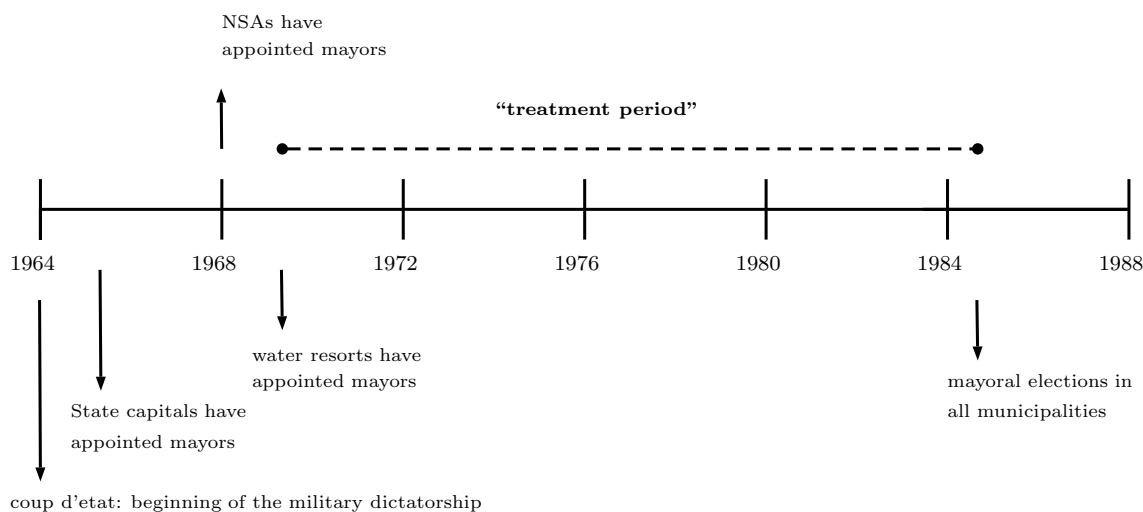 NSAs have
appointed mayors
“treatment period”
1964 1968 1972 1976 1980 1984 1988
water resorts have
appointed mayors
mayoral elections in
all municipalities
State capitals have
appointed mayors
coup d'etat: beginning of the military dictatorship